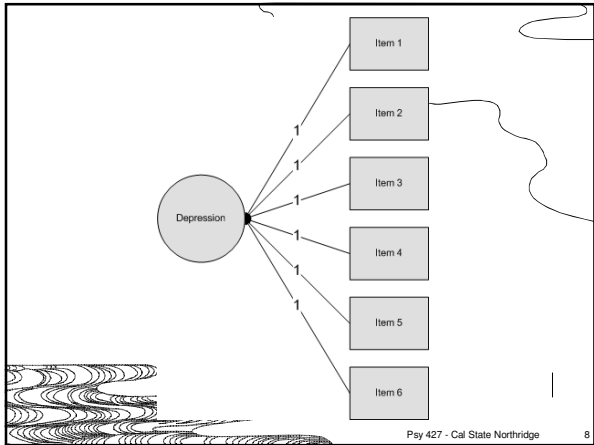 Item 1
Item 2
1
1
Item 3
1
Depression
1
Item 4
1
1
Item 5
Item 6
Psy 427 - Cal State Northridge 8